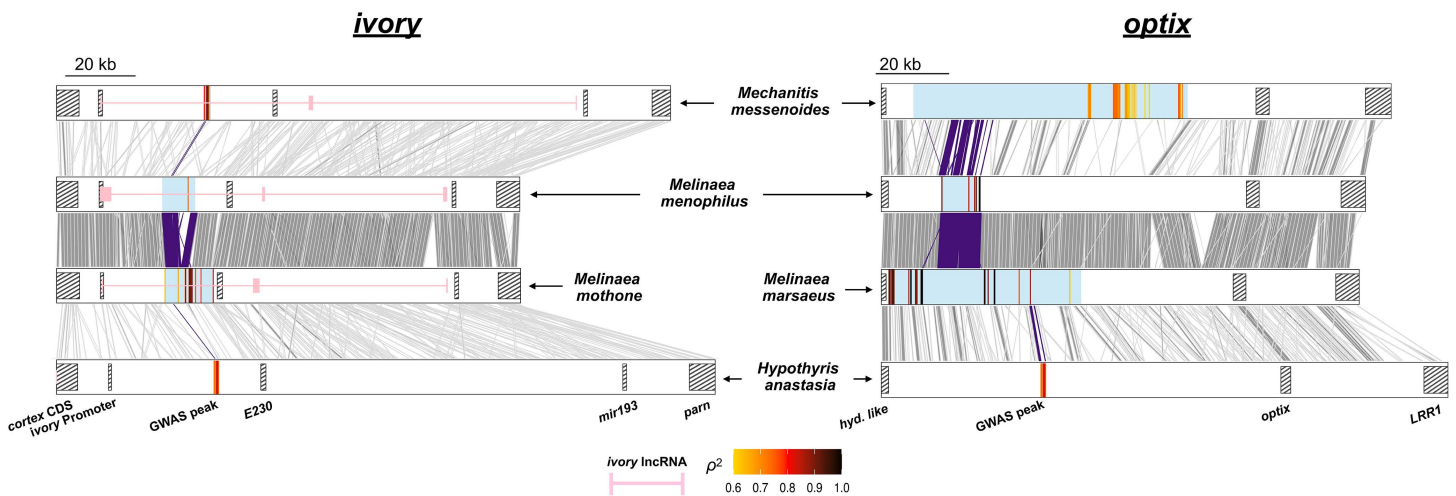 ivory
optix
20 kb
20 kb
Mechanitis
messenoides
Melinaea
menophilus
Melinaea
mothone
Melinaea
marsaeus
Hypothyris
anastasia
cortex CDS
ivory Promoter
GWAS peak
E230
mir193
parn
hyd. like
GWAS peak
optix
LRR1
ivory lncRNA
ρ²
0.6 0.7 0.8 0.9 1.0